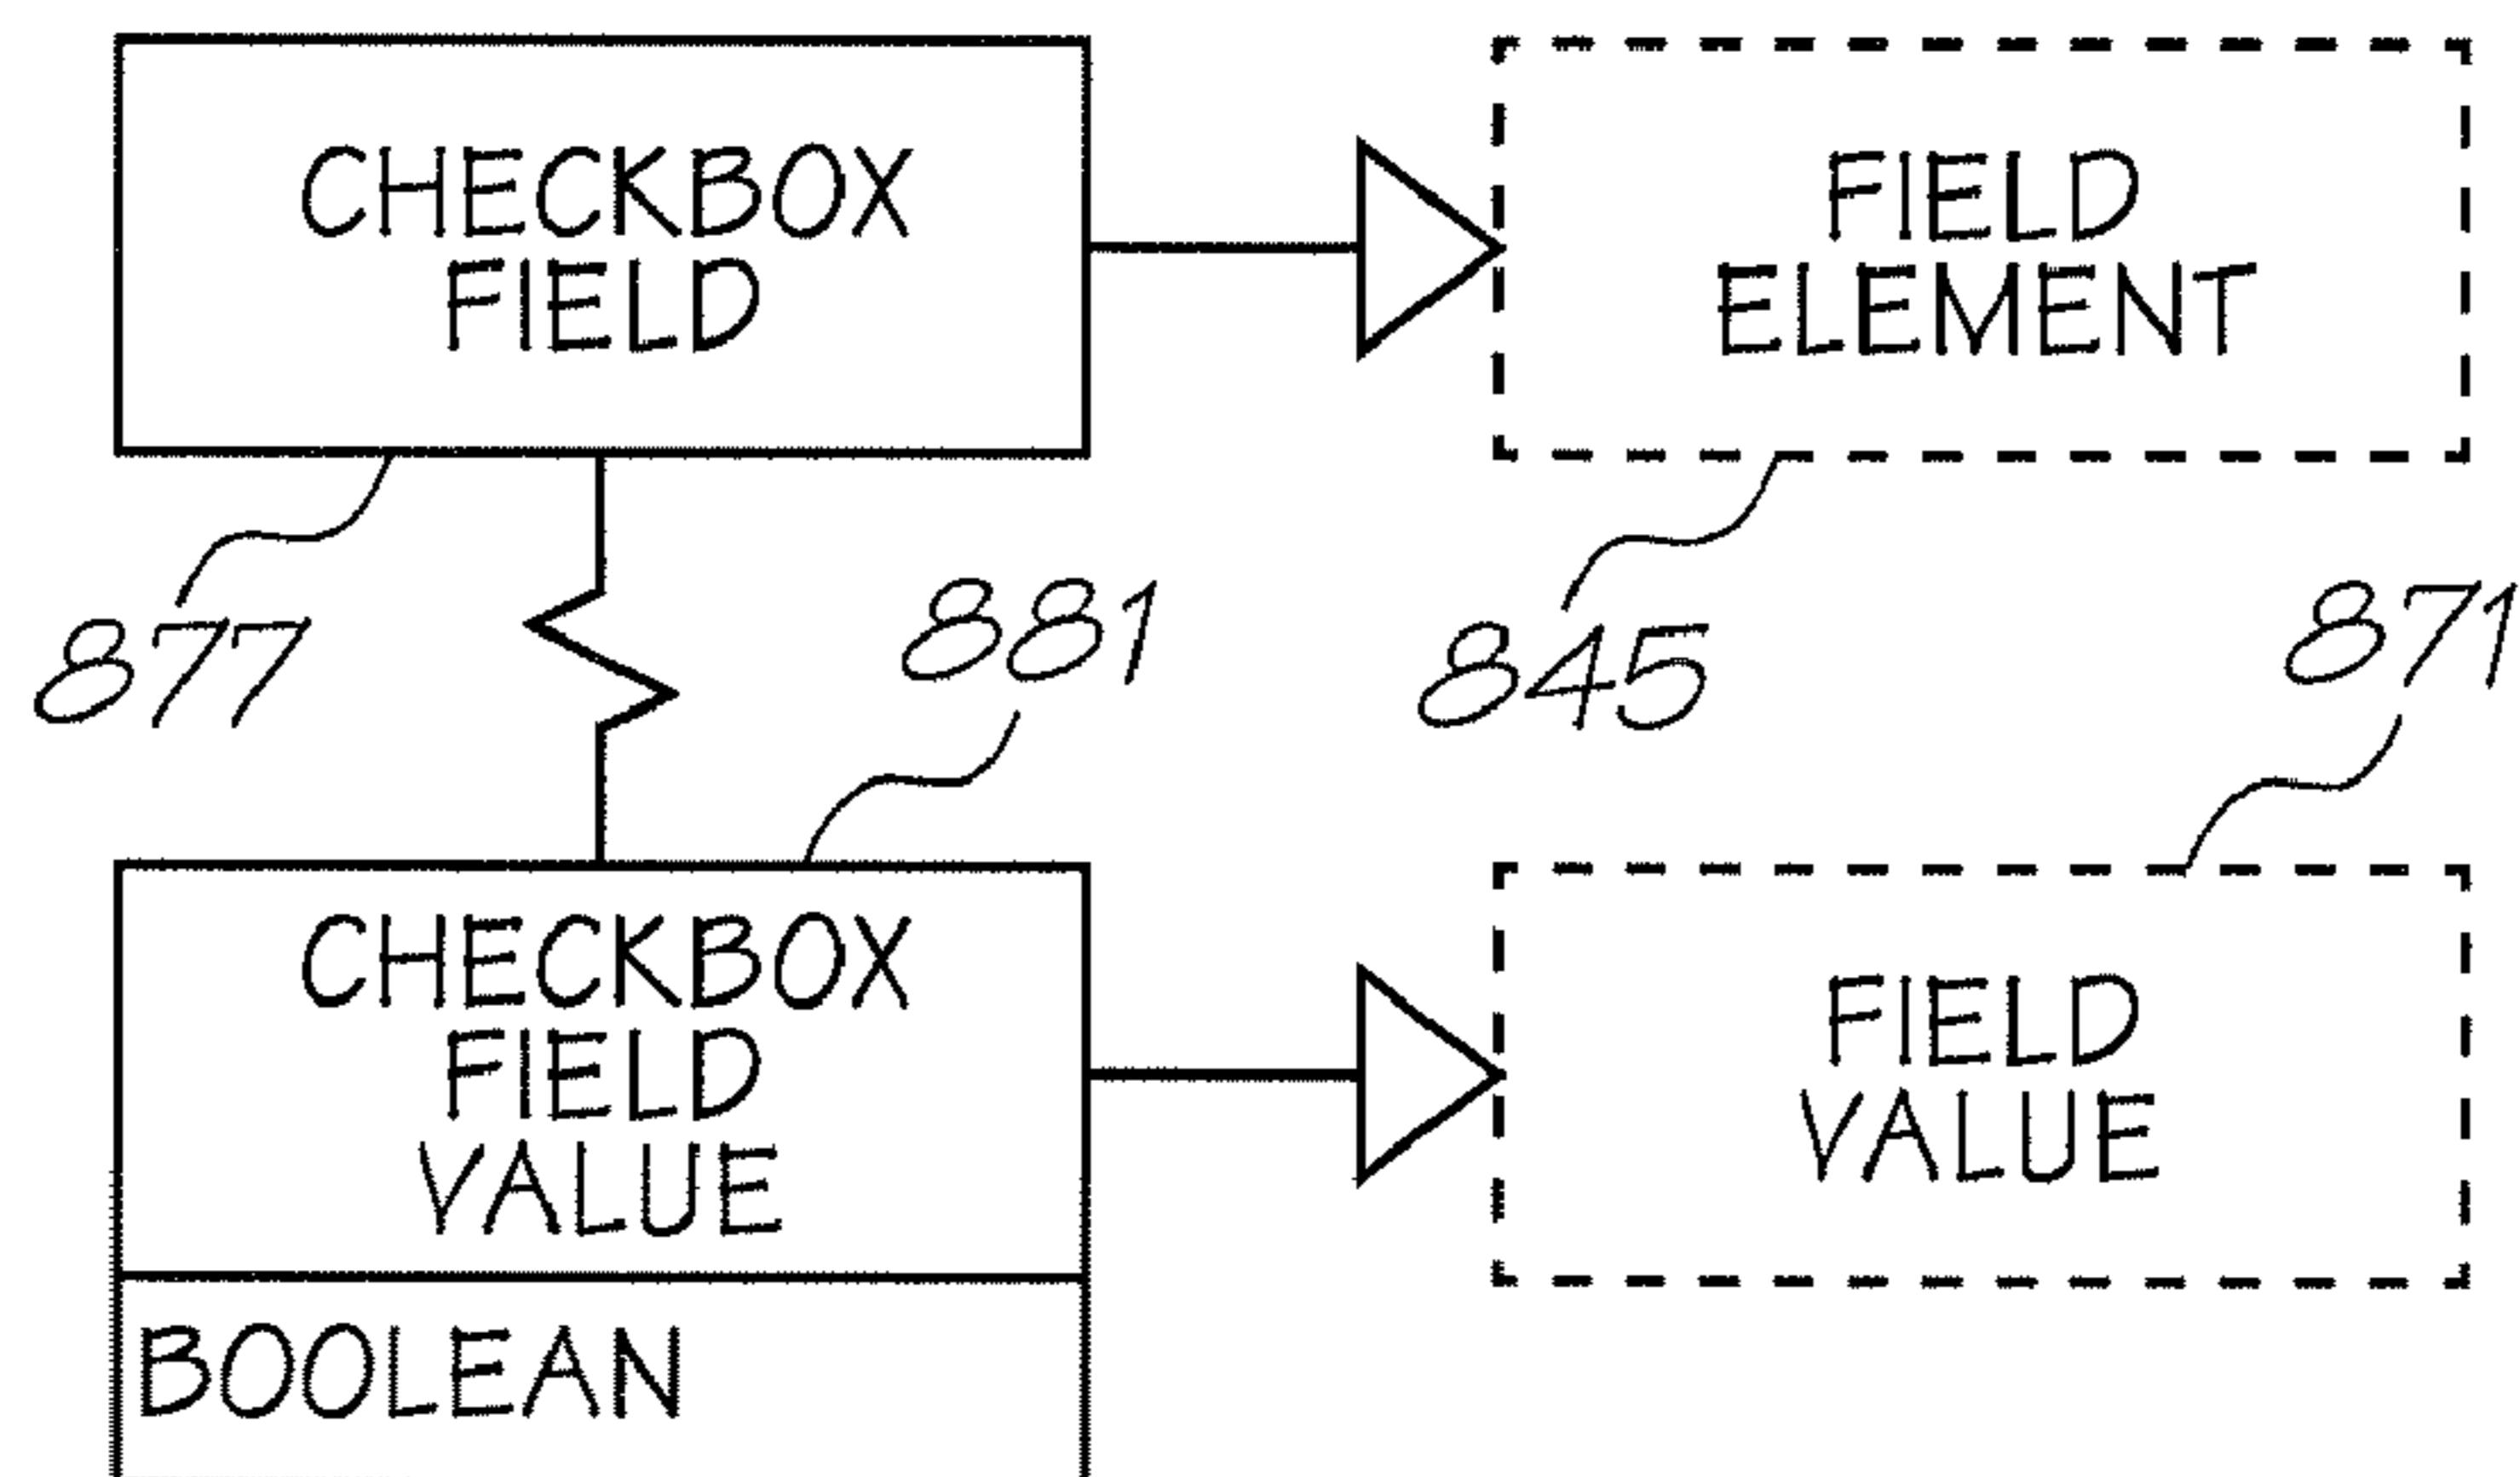 CHECKBOX
FIELD
FIELD
ELEMENT
877
881
845
871
CHECKBOX
FIELD
VALUE
FIELD
VALUE
BOOLEAN